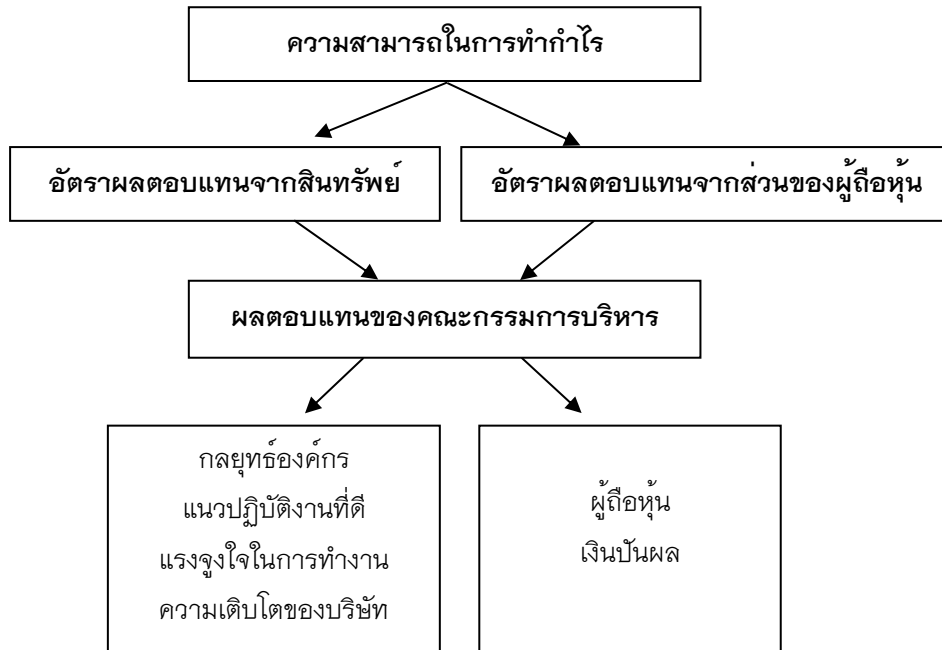 ความสามารถในการทำกำไร
อัตราผลตอบแทนจากสินทรัพย์
อัตราผลตอบแทนจากส่วนของผู้ถือหุ้น
ผลตอบแทนของคณะกรรมการบริหาร
กลยุทธ์องค์กร
แนวปฏิบัติงานที่ดี
แรงจูงใจในการทำงาน
ความเติบโตของบริษัท
ผู้ถือหุ้น
เงินปันผล